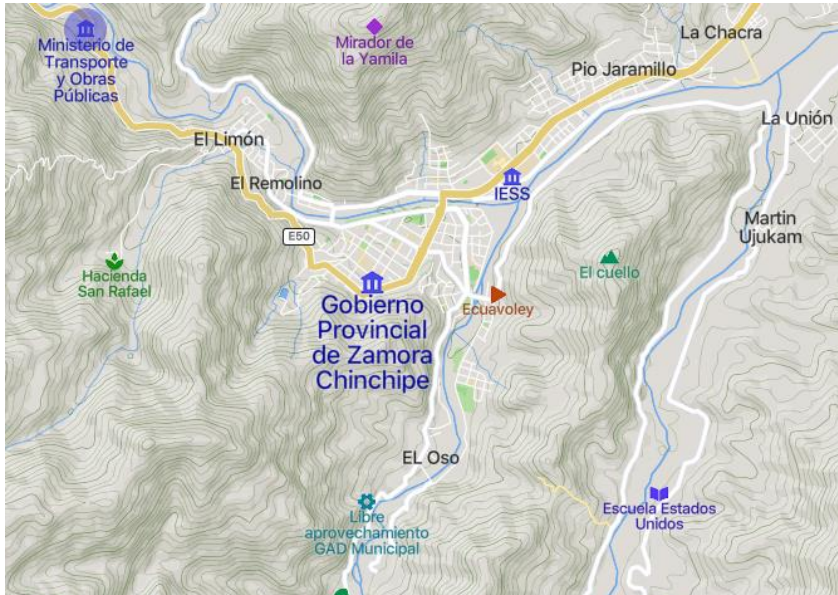 Ministerio de
Transporte
y Obras
Públicas
Mirador de
la Yamila
La Chacra
Pio Jaramillo
La Unión
El Limón
El Remolino
IESS
Martin
Ujukam
E50
Hacienda
San Rafael
El cuello
Ecuavoley
Gobierno
Provincial
de Zamora
Chinchipe
EL Oso
Libre
aprovechamiento
GAD Municipal
Escuela Estados
Unidos